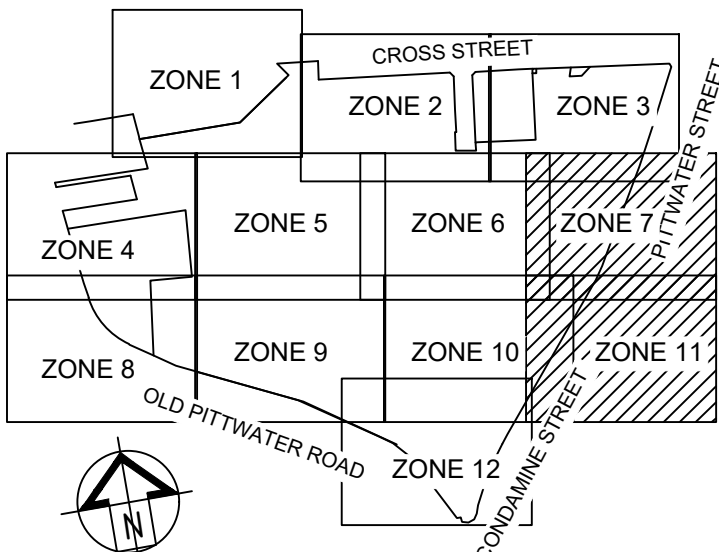 CROSS STREET
ZONE 1
ZONE 2
ZONE 3
PITTWATER STREET
ZONE 4
ZONE 5
ZONE 6
ZONE 7
ZONE 8
ZONE 9
ZONE 10
ZONE 11
OLD PITTWATER ROAD
ZONE 12
CONDAMINE STREET
N